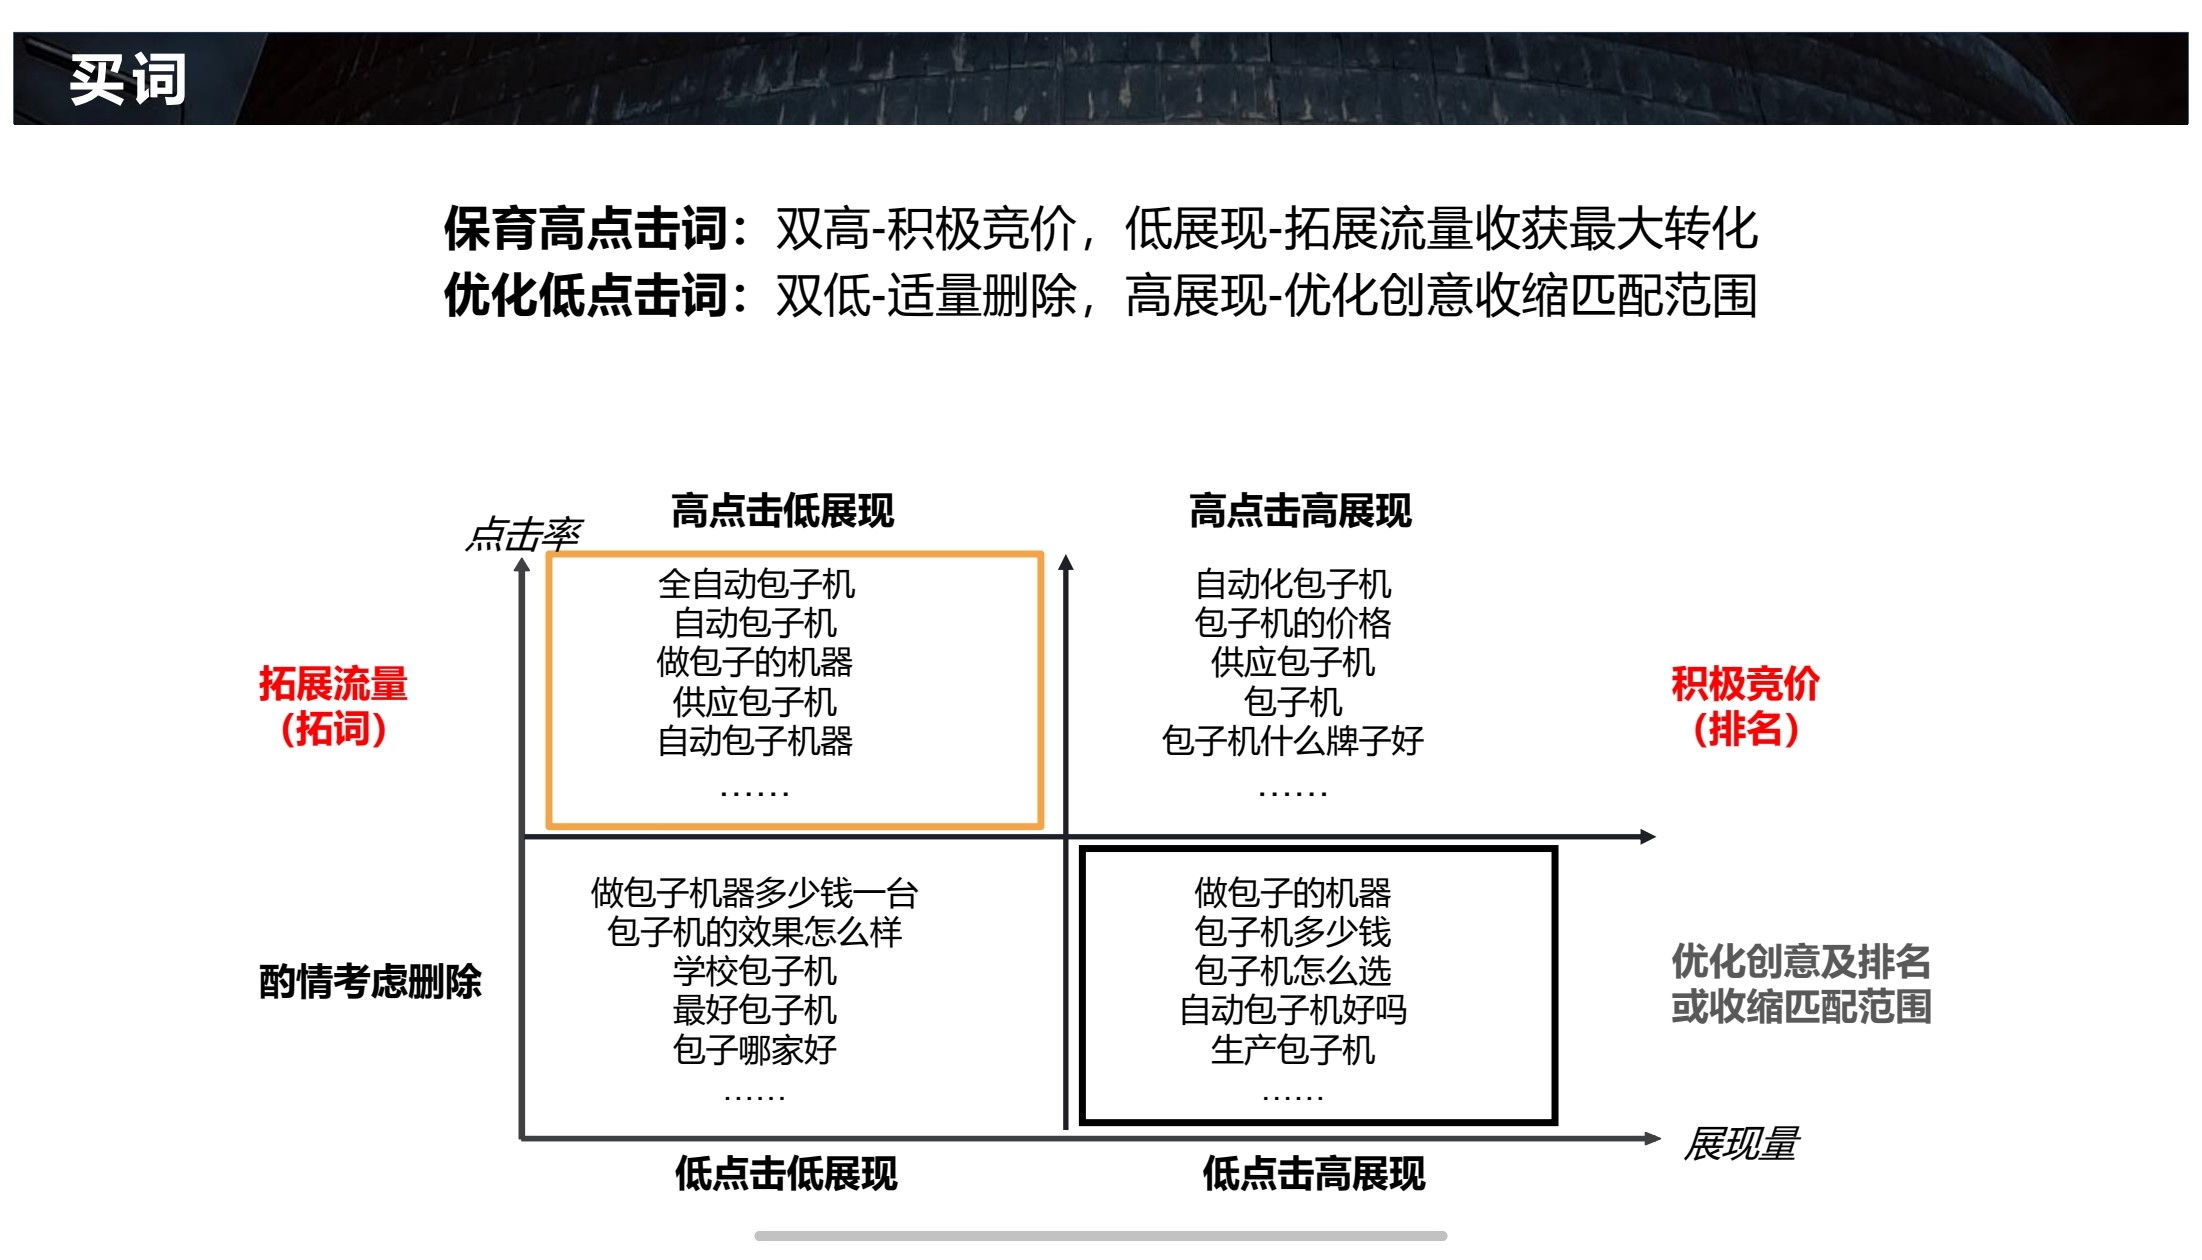 买词
保育高点击词：双高-积极竞价，低展现-拓展流量收获最大转化
优化低点击词：双低-适量删除，高展现-优化创意收缩匹配范围
高点击低展现
高点击高展现
点击率
全自动包子机
自动包子机
做包子的机器
供应包子机
自动包子机器
……
自动化包子机
包子机的价格
供应包子机
包子机
包子机什么牌子好
……
拓展流量
（拓词）
积极竞价
（排名）
做包子机器多少钱一台
包子机的效果怎么样
学校包子机
最好包子机
包子哪家好
……
做包子的机器
包子机多少钱
包子机怎么选
自动包子机好吗
生产包子机
……
酌情考虑删除
优化创意及排名
或收缩匹配范围
展现量
低点击低展现
低点击高展现